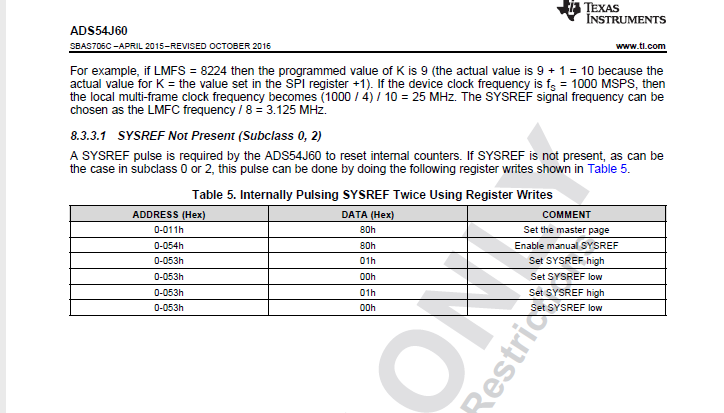 TEXAS
INSTRUMENTS
ADS54J60
SBAS706C –APRIL 2015–REVISED OCTOBER 2016
www.ti.com
For example, if LMFS = 8224 then the programmed value of K is 9 (the actual value is 9 + 1 = 10 because the
actual value for K = the value set in the SPI register +1). If the device clock frequency is fS = 1000 MSPS, then
the local multi-frame clock frequency becomes (1000 / 4) / 10 = 25 MHz. The SYSREF signal frequency can be
chosen as the LMFC frequency / 8 = 3.125 MHz.
8.3.3.1 SYSREF Not Present (Subclass 0, 2)
A SYSREF pulse is required by the ADS54J60 to reset internal counters. If SYSREF is not present, as can be
the case in subclass 0 or 2, this pulse can be done by doing the following register writes shown in Table 5.
Table 5. Internally Pulsing SYSREF Twice Using Register Writes
ADDRESS (Hex) DATA (Hex) COMMENT
0-011h 80h Set the master page
0-054h 80h Enable manual SYSREF
0-053h 01h Set SYSREF high
0-053h 00h Set SYSREF low
0-053h 01h Set SYSREF high
0-053h 00h Set SYSREF low
ONLY
Restrictions